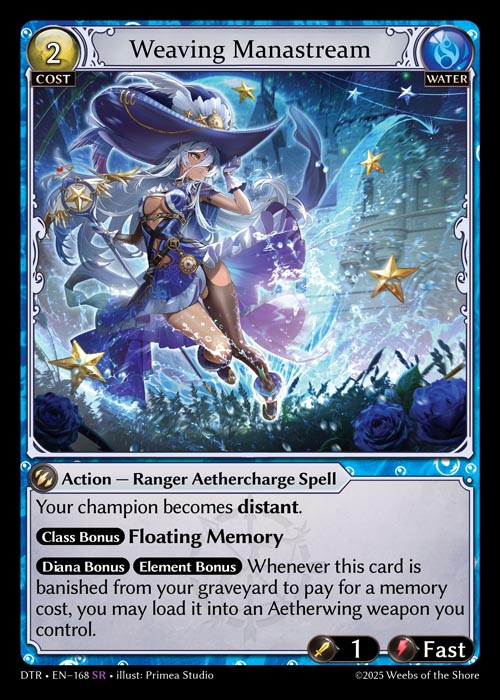 2
COST
Weaving Manastream
WATER
Action — Ranger Aethercharge Spell
Your champion becomes distant.
Class Bonus Floating Memory
Diana Bonus Element Bonus Whenever this card is
banished from your graveyard to pay for a memory
cost, you may load it into an Aetherwing weapon you
control.
1 Fast
DTR • EN–168 SR • illust: Primea Studio
©2025 Weebs of the Shore